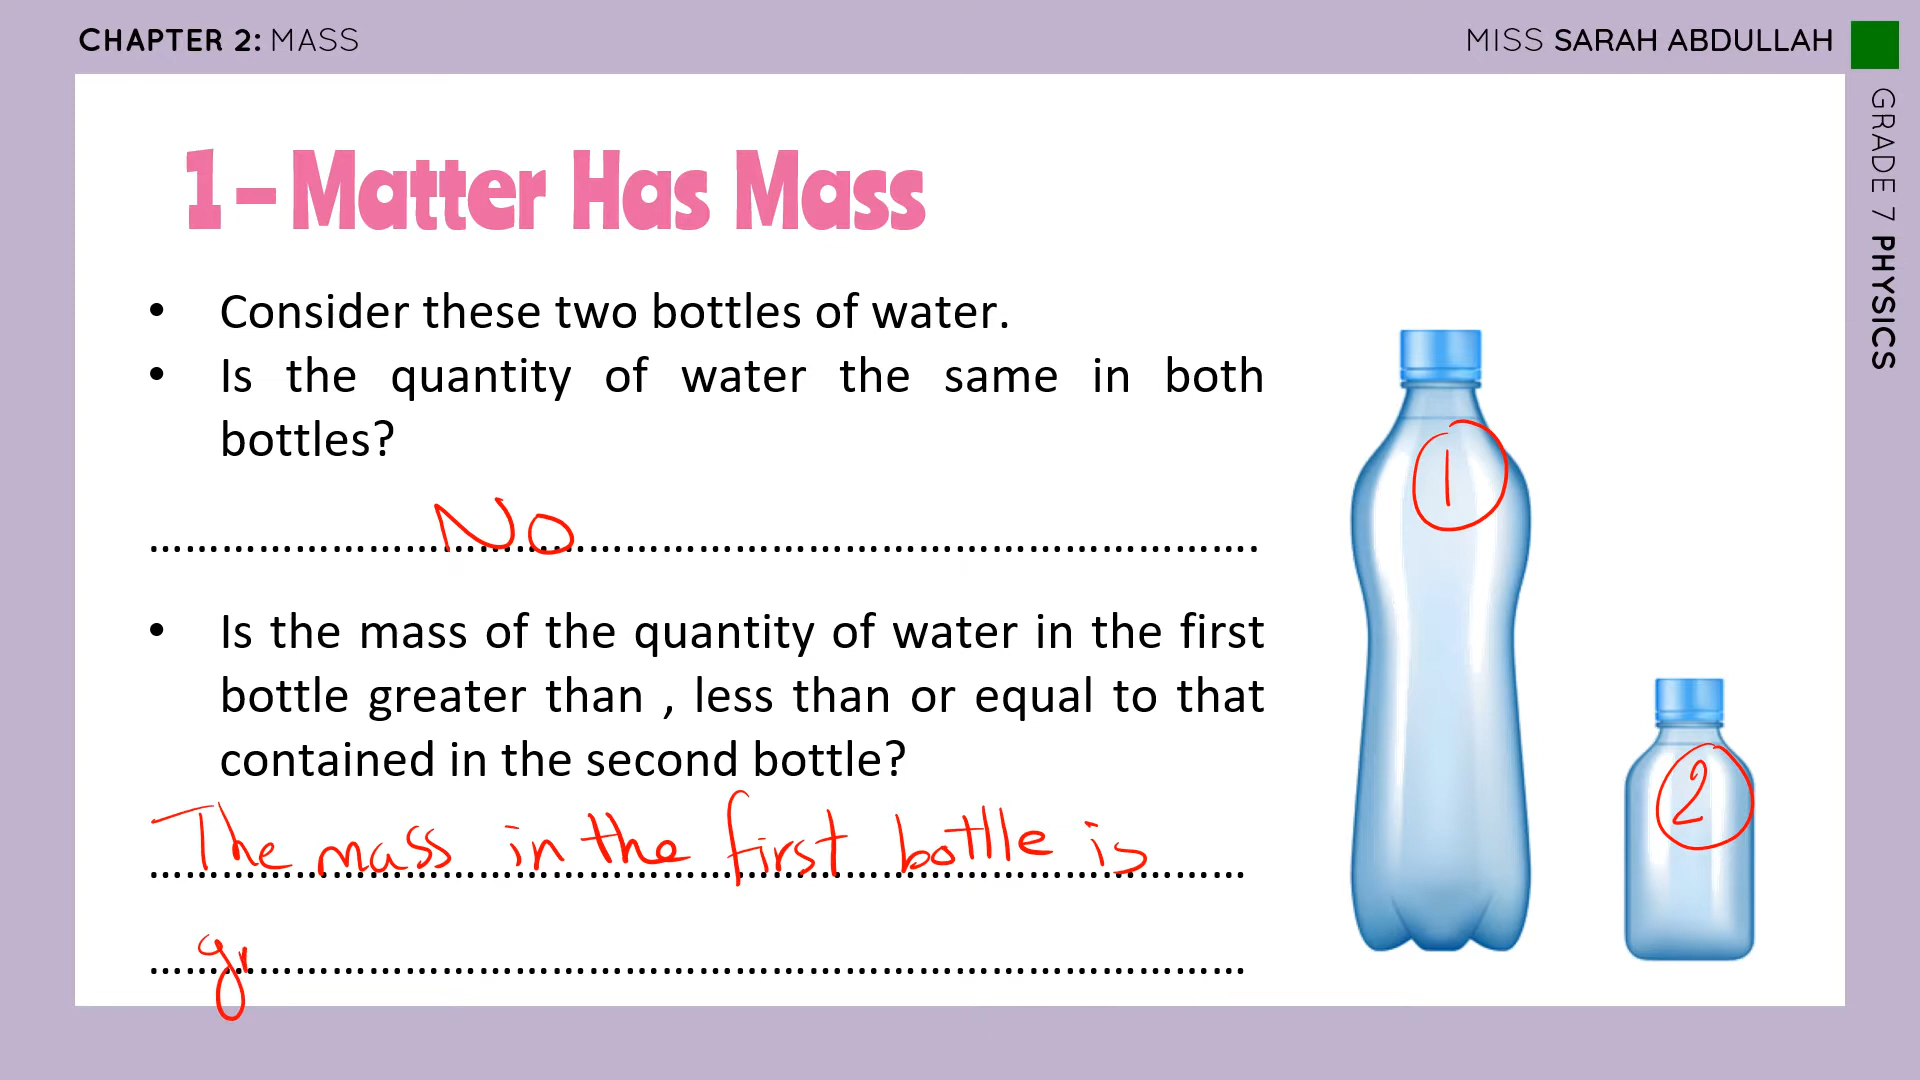 CHAPTER 2: MASS
MISS SARAH ABDULLAH
GRADE 7 PHYSICS
1-Matter Has Mass
• Consider these two bottles of water.
• Is the quantity of water the same in both
bottles?
No
• Is the mass of the quantity of water in the first
bottle greater than , less than or equal to that
contained in the second bottle?
The mass in the first bottle is
gr
1
2